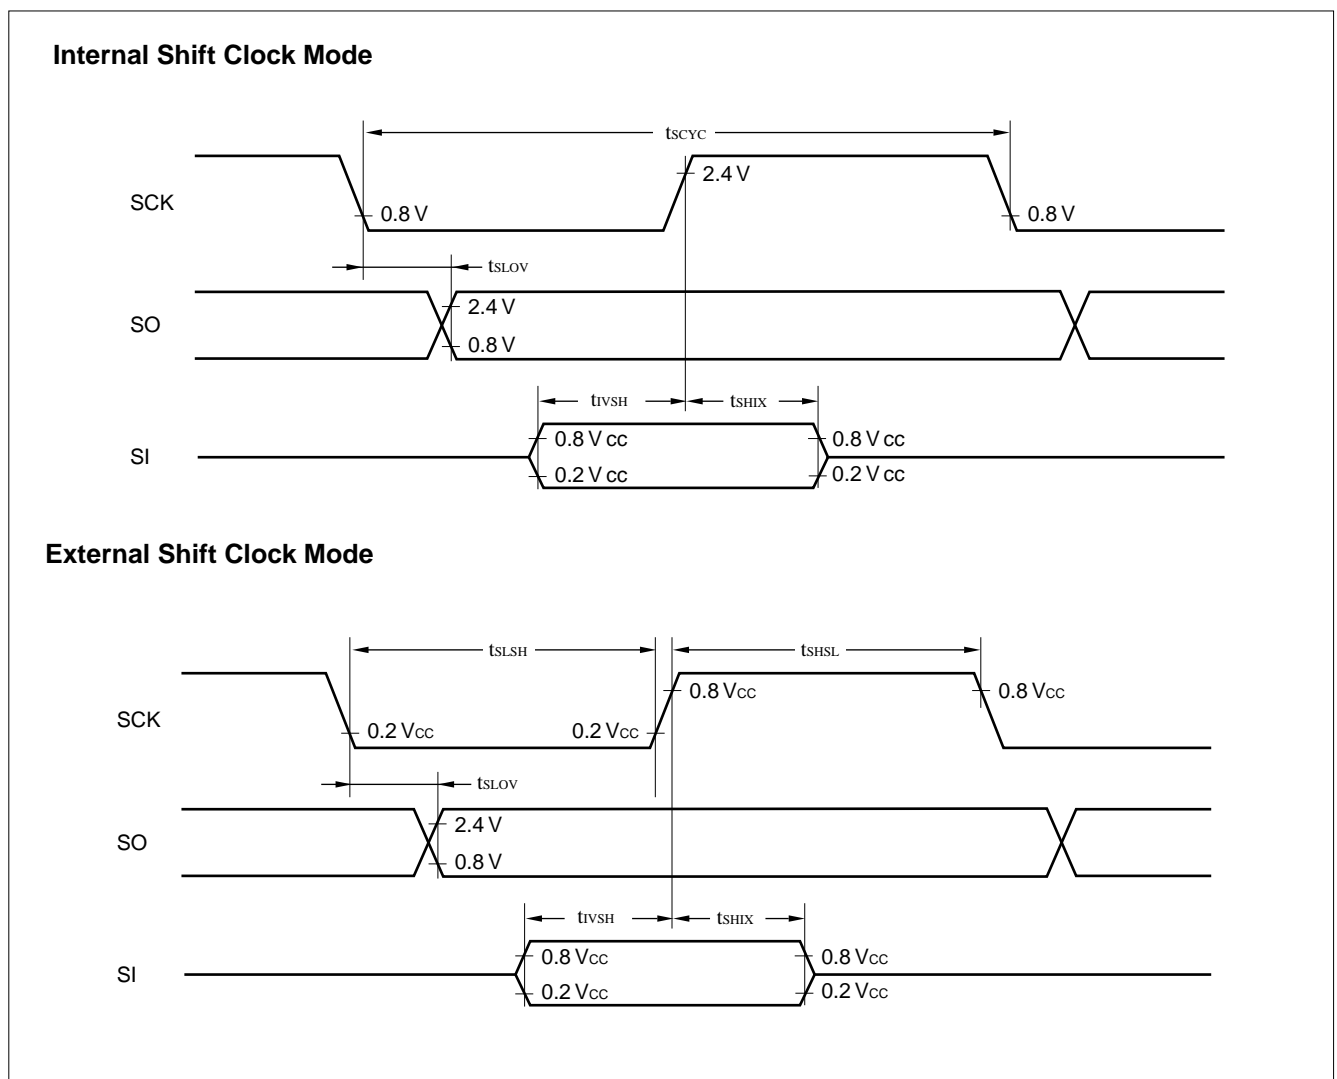 Internal Shift Clock Mode
tSCYC
SCK
2.4 V
0.8 V
0.8 V
tSLOV
SO
2.4 V
0.8 V
tIVSH
tSHIX
SI
0.8 V CC
0.8 V CC
0.2 V CC
0.2 V CC
External Shift Clock Mode
tSLSH
tSHSL
SCK
0.8 VCC
0.8 VCC
0.2 VCC
0.2 VCC
tSLOV
SO
2.4 V
0.8 V
tIVSH
tSHIX
SI
0.8 VCC
0.8 VCC
0.2 VCC
0.2 VCC